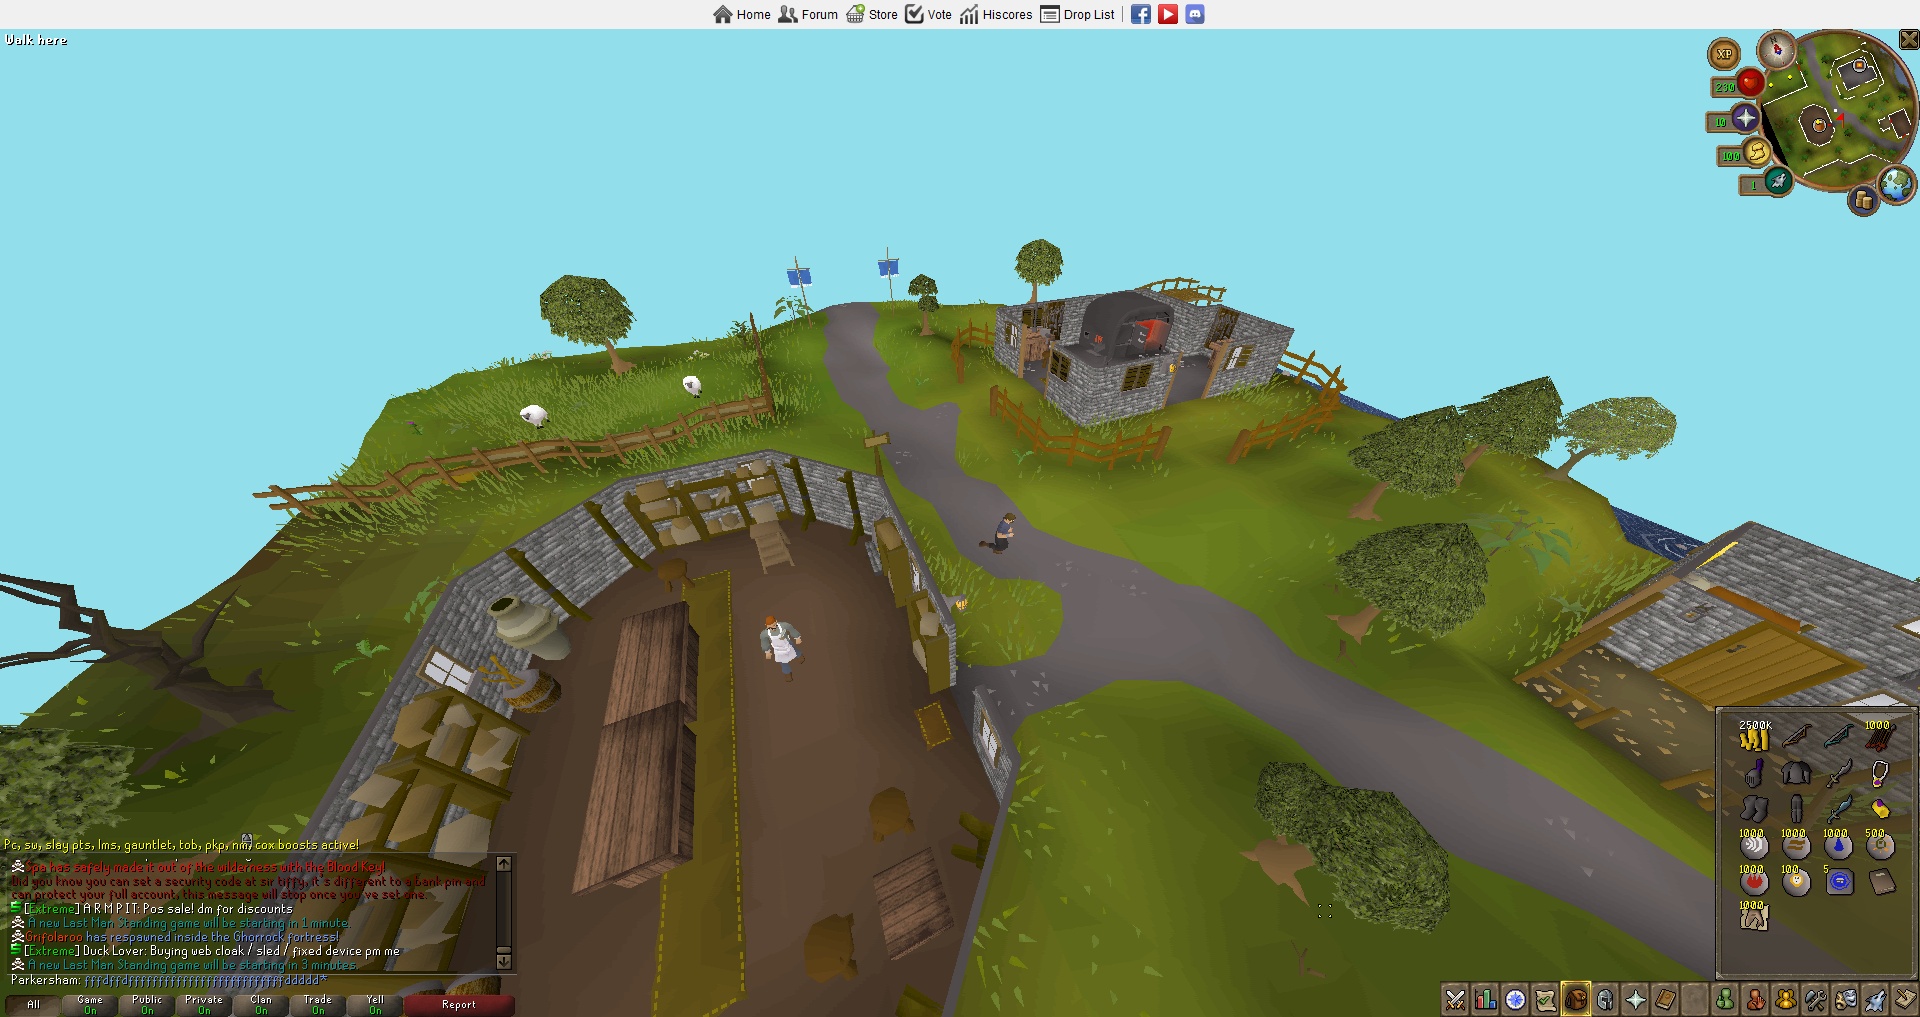 Home Forum Store Vote Hiscores Drop List
Walk here
XP
230
10
100
1
2500K 1000
1000 1000 1000 500
1000 100 5
1000
Pc, sw, slay pts, lms, gauntlet, tob, pkp, nm, cox boosts active!
Spa has safely made it out of the wilderness with the Blood Key!
Did you know you can set a security code at sir tiffy, it's different to a bank pin and
can protect your full account, this message will stop once you've set one.
[Extreme] A R M P I T: Pos sale! dm for discounts
A new Last Man Standing game will be starting in 1 minute.
Grifolaroo has respawned inside the Ghorrock fortress!
[Extreme] Duck Lover: Buying web cloak / sled / fixed device pm me
A new Last Man Standing game will be starting in 3 minutes.
Parkersham:
All Game Public Private Clan Trade Yell Report
On On On On On On